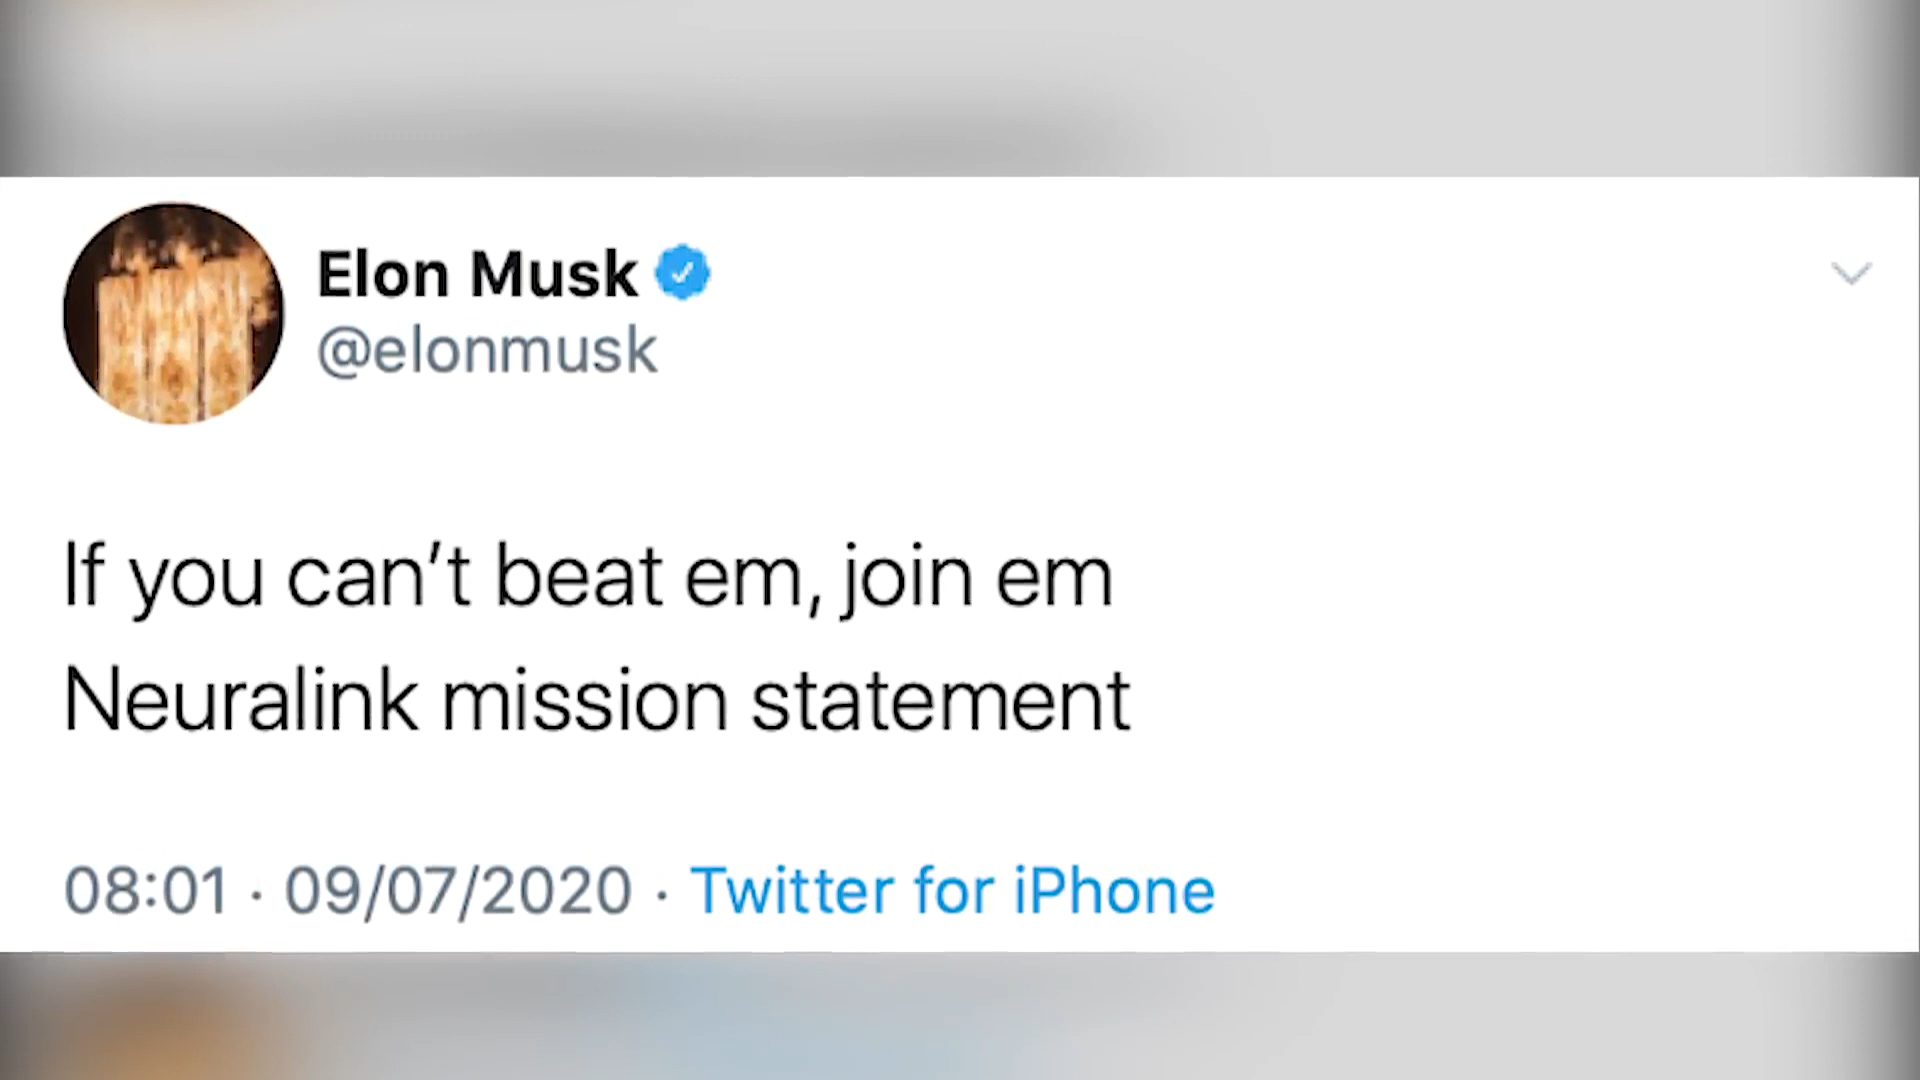 Elon Musk
@elonmusk
If you can’t beat em, join em
Neuralink mission statement
08:01 · 09/07/2020 · Twitter for iPhone